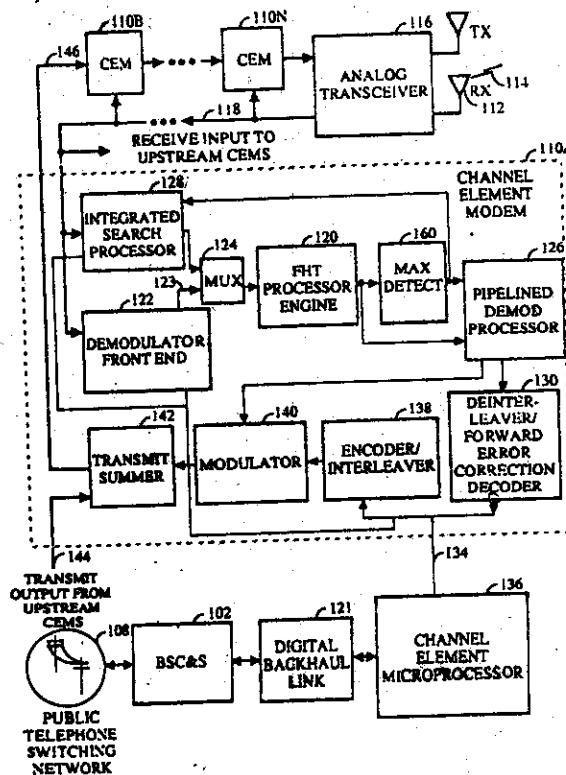 110B
110N
116
146
CEM
CEM
ANALOG
TRANSCEIVER
TX
RX
114
112
118
RECEIVE INPUT TO
UPSTREAM CEMS
110A
CHANNEL
ELEMENT
MODEM
128
INTEGRATED
SEARCH
PROCESSOR
124
MUX
123
120
FHT
PROCESSOR
ENGINE
160
MAX
DETECT
126
PIPELINED
DEMOD
PROCESSOR
122
DEMODULATOR
FRONT END
142
TRANSMIT
SUMMER
140
MODULATOR
138
ENCODER/
INTERLEAVER
130
DEINTER-
LEAVER/
FORWARD
ERROR
CORRECTION
DECODER
144
TRANSMIT
OUTPUT FROM
UPSTREAM
CEMS
134
108
102
BSC&S
121
DIGITAL
BACKHAUL
LINK
136
CHANNEL
ELEMENT
MICROPROCESSOR
PUBLIC
TELEPHONE
SWITCHING
NETWORK